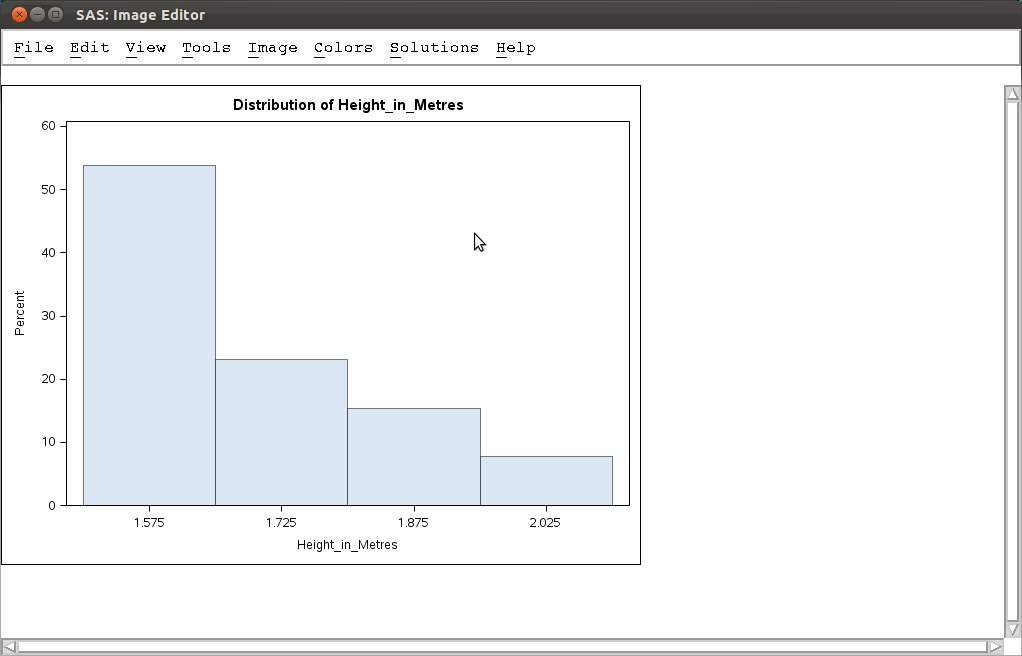 SAS: Image Editor
File Edit View Tools Image Colors Solutions Help
Distribution of Height_in_Metres
60
50
40
30
20
10
0
Percent
1.575 1.725 1.875 2.025
Height_in_Metres